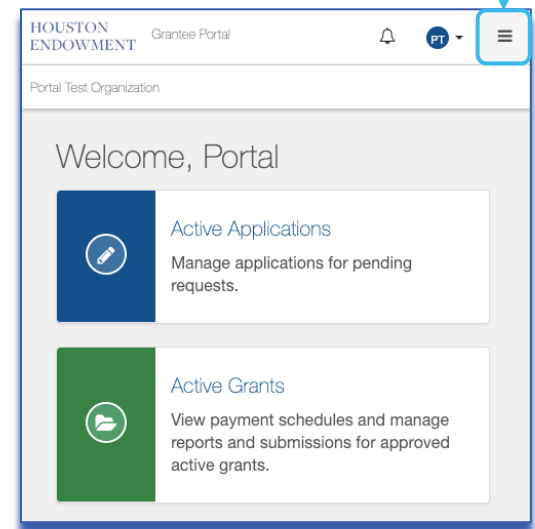 HOUSTON
ENDOWMENT
Grantee Portal
PT
Portal Test Organization
Welcome, Portal
Active Applications
Manage applications for pending
requests.
Active Grants
View payment schedules and manage
reports and submissions for approved
active grants.